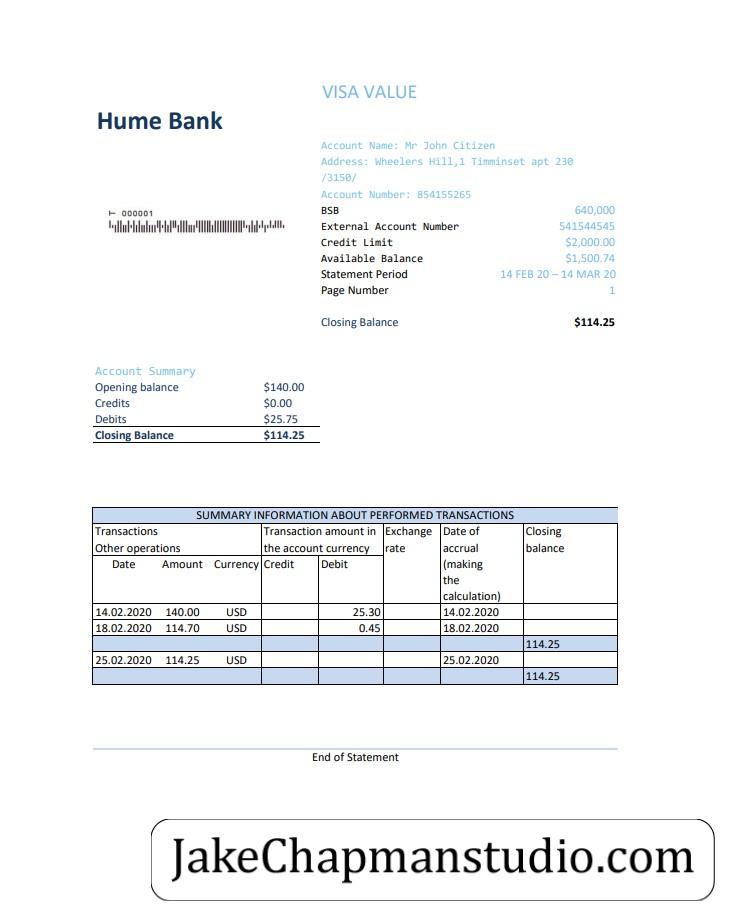 VISA VALUE
Hume Bank
Account Name: Mr John Citizen
Address: Wheelers Hill,1 Timminset apt 230
/3150/
Account Number: 854155265
⊢ 000001
BSB 640,000
External Account Number 541544545
Credit Limit $2,000.00
Available Balance $1,500.74
Statement Period 14 FEB 20 – 14 MAR 20
Page Number 1
Closing Balance $114.25
Account Summary
Opening balance $140.00
Credits $0.00
Debits $25.75
Closing Balance $114.25
SUMMARY INFORMATION ABOUT PERFORMED TRANSACTIONS
Transactions
Other operations
Transaction amount in
the account currency
Exchange
rate
Date of
accrual
(making
the
calculation)
Closing
balance
Date Amount Currency Credit Debit
14.02.2020 140.00 USD 25.30 14.02.2020
18.02.2020 114.70 USD 0.45 18.02.2020
114.25
25.02.2020 114.25 USD 25.02.2020
114.25
End of Statement
JakeChapmanstudio.com